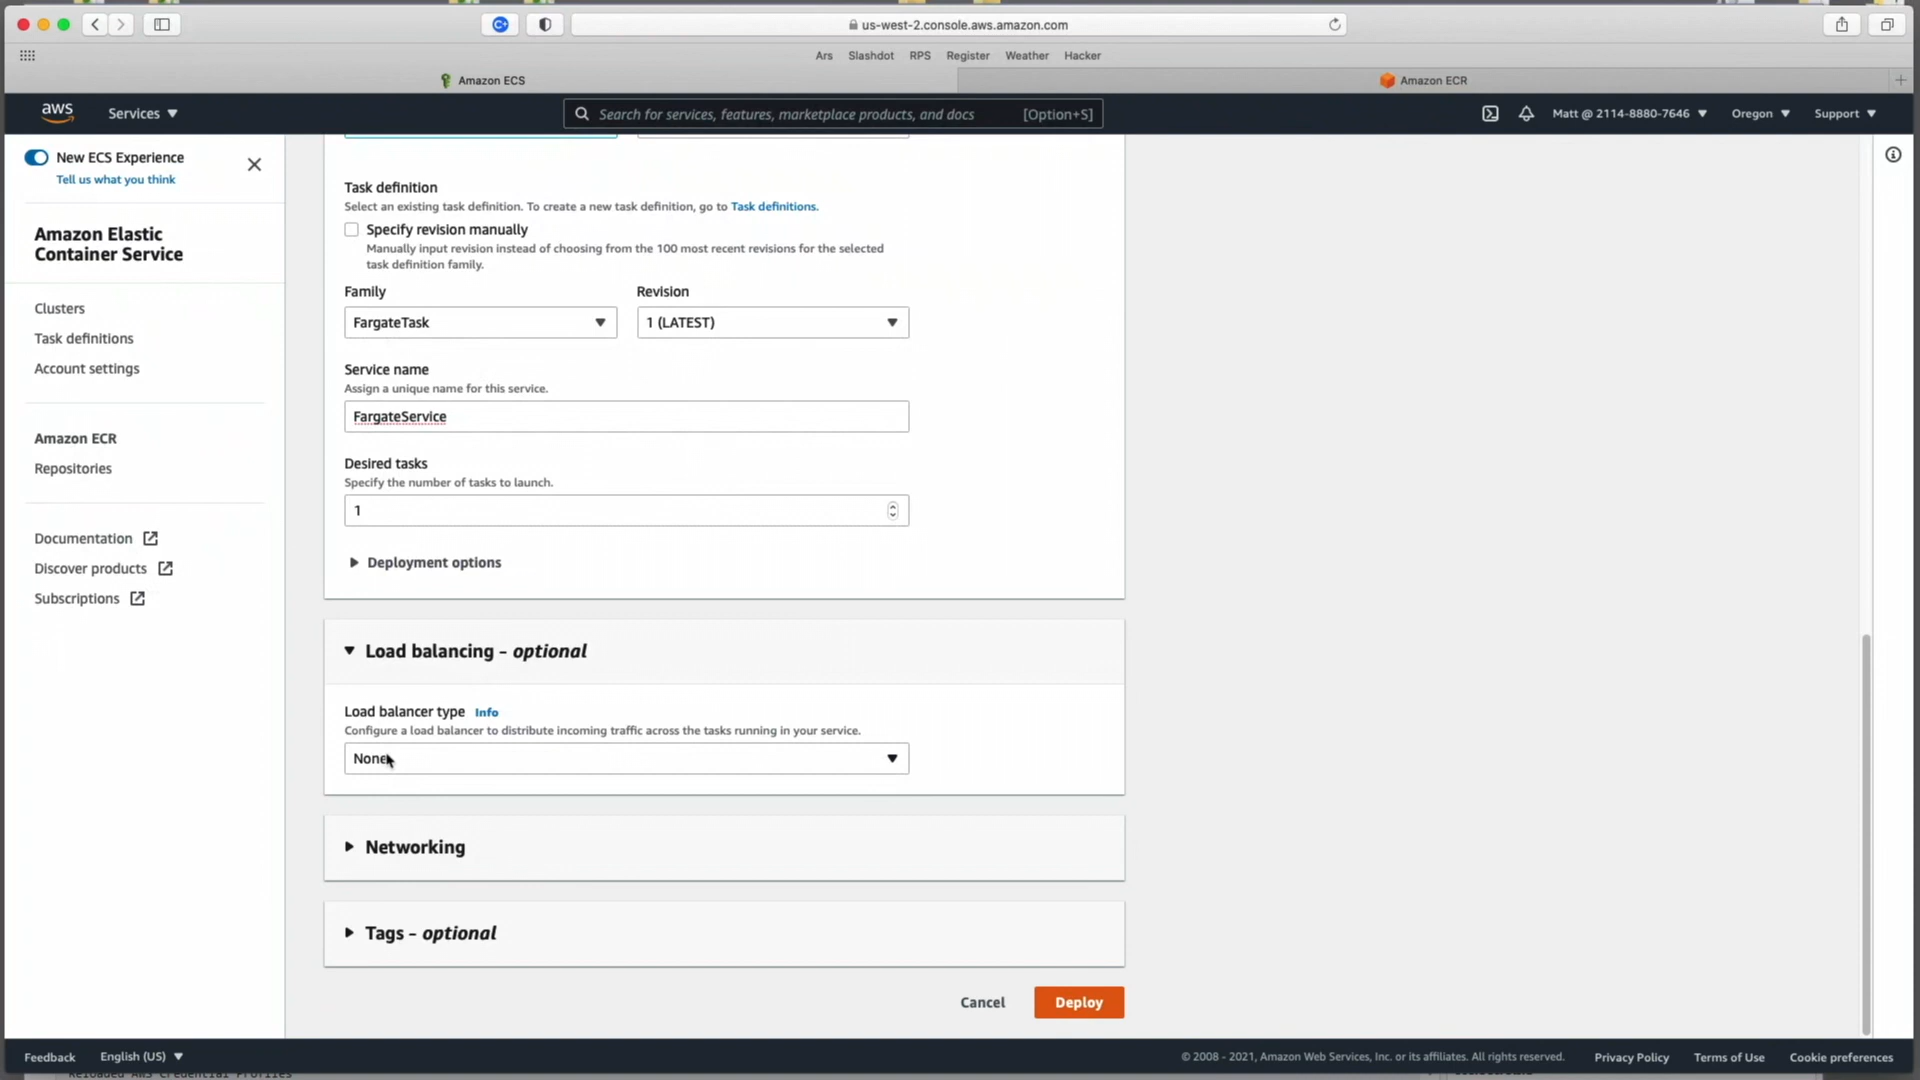 us-west-2.console.aws.amazon.com
Ars Slashdot RPS Register Weather Hacker
Amazon ECS
Amazon ECR
aws
Services
Search for services, features, marketplace products, and docs
[Option+S]
Matt @ 2114-8880-7646
Oregon
Support
New ECS Experience
Tell us what you think
Amazon Elastic
Container Service
Clusters
Task definitions
Account settings
Amazon ECR
Repositories
Documentation
Discover products
Subscriptions
Task definition
Select an existing task definition. To create a new task definition, go to Task definitions.
Specify revision manually
Manually input revision instead of choosing from the 100 most recent revisions for the selected
task definition family.
Family
Revision
FargateTask
1 (LATEST)
Service name
Assign a unique name for this service.
FargateService
Desired tasks
Specify the number of tasks to launch.
1
Deployment options
Load balancing - optional
Load balancer type Info
Configure a load balancer to distribute incoming traffic across the tasks running in your service.
None
Networking
Tags - optional
Cancel
Deploy
Feedback
English (US)
© 2008 - 2021, Amazon Web Services, Inc. or its affiliates. All rights reserved.
Privacy Policy
Terms of Use
Cookie preferences
Reloaded AWS Credential Profiles